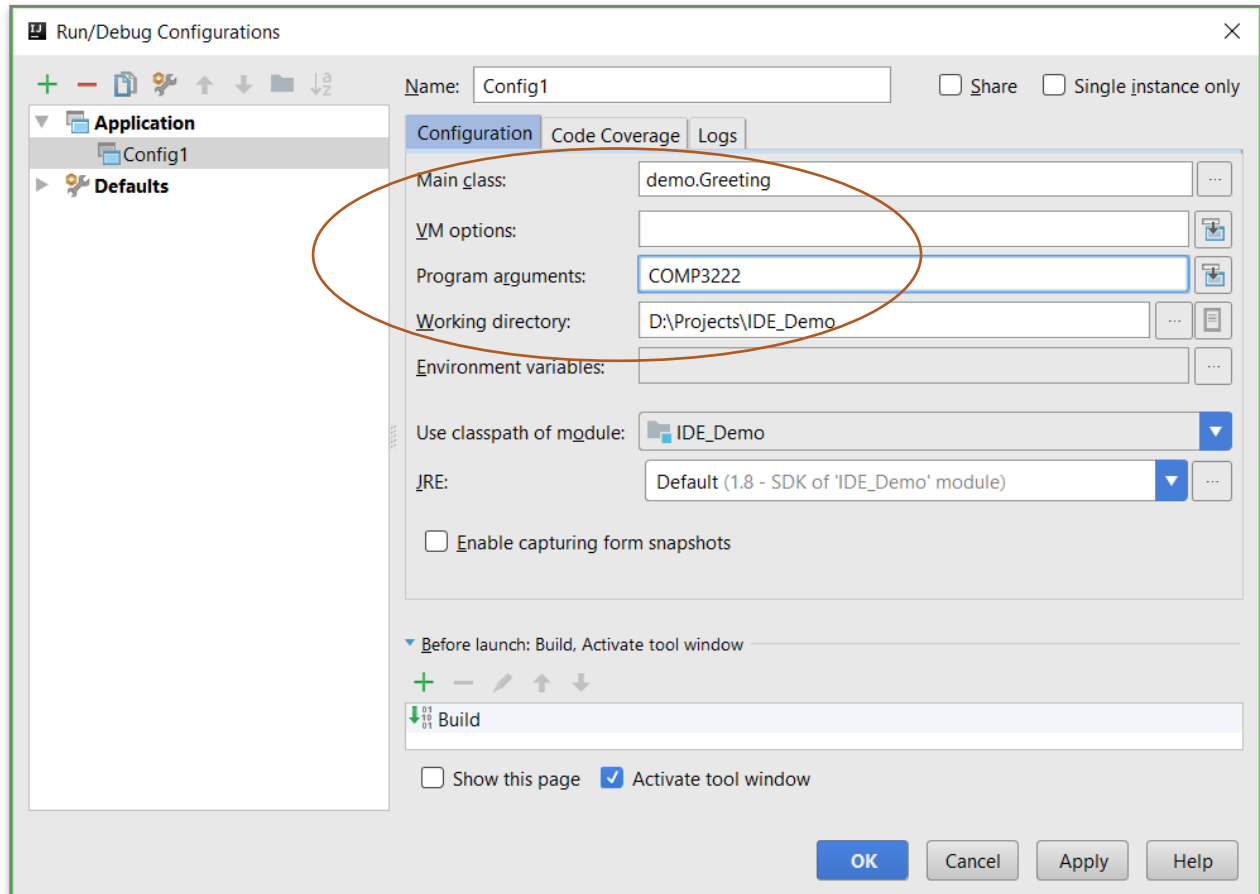 Run/Debug Configurations
Name: Config1 Share Single instance only
Application
Config1
Defaults
Configuration Code Coverage Logs
Main class: demo.Greeting ...
VM options:
Program arguments: COMP3222
Working directory: D:\Projects\IDE_Demo ...
Environment variables: ...
Use classpath of module: IDE_Demo
JRE: Default (1.8 - SDK of 'IDE_Demo' module) ...
Enable capturing form snapshots
Before launch: Build, Activate tool window
Build
Show this page Activate tool window
OK Cancel Apply Help